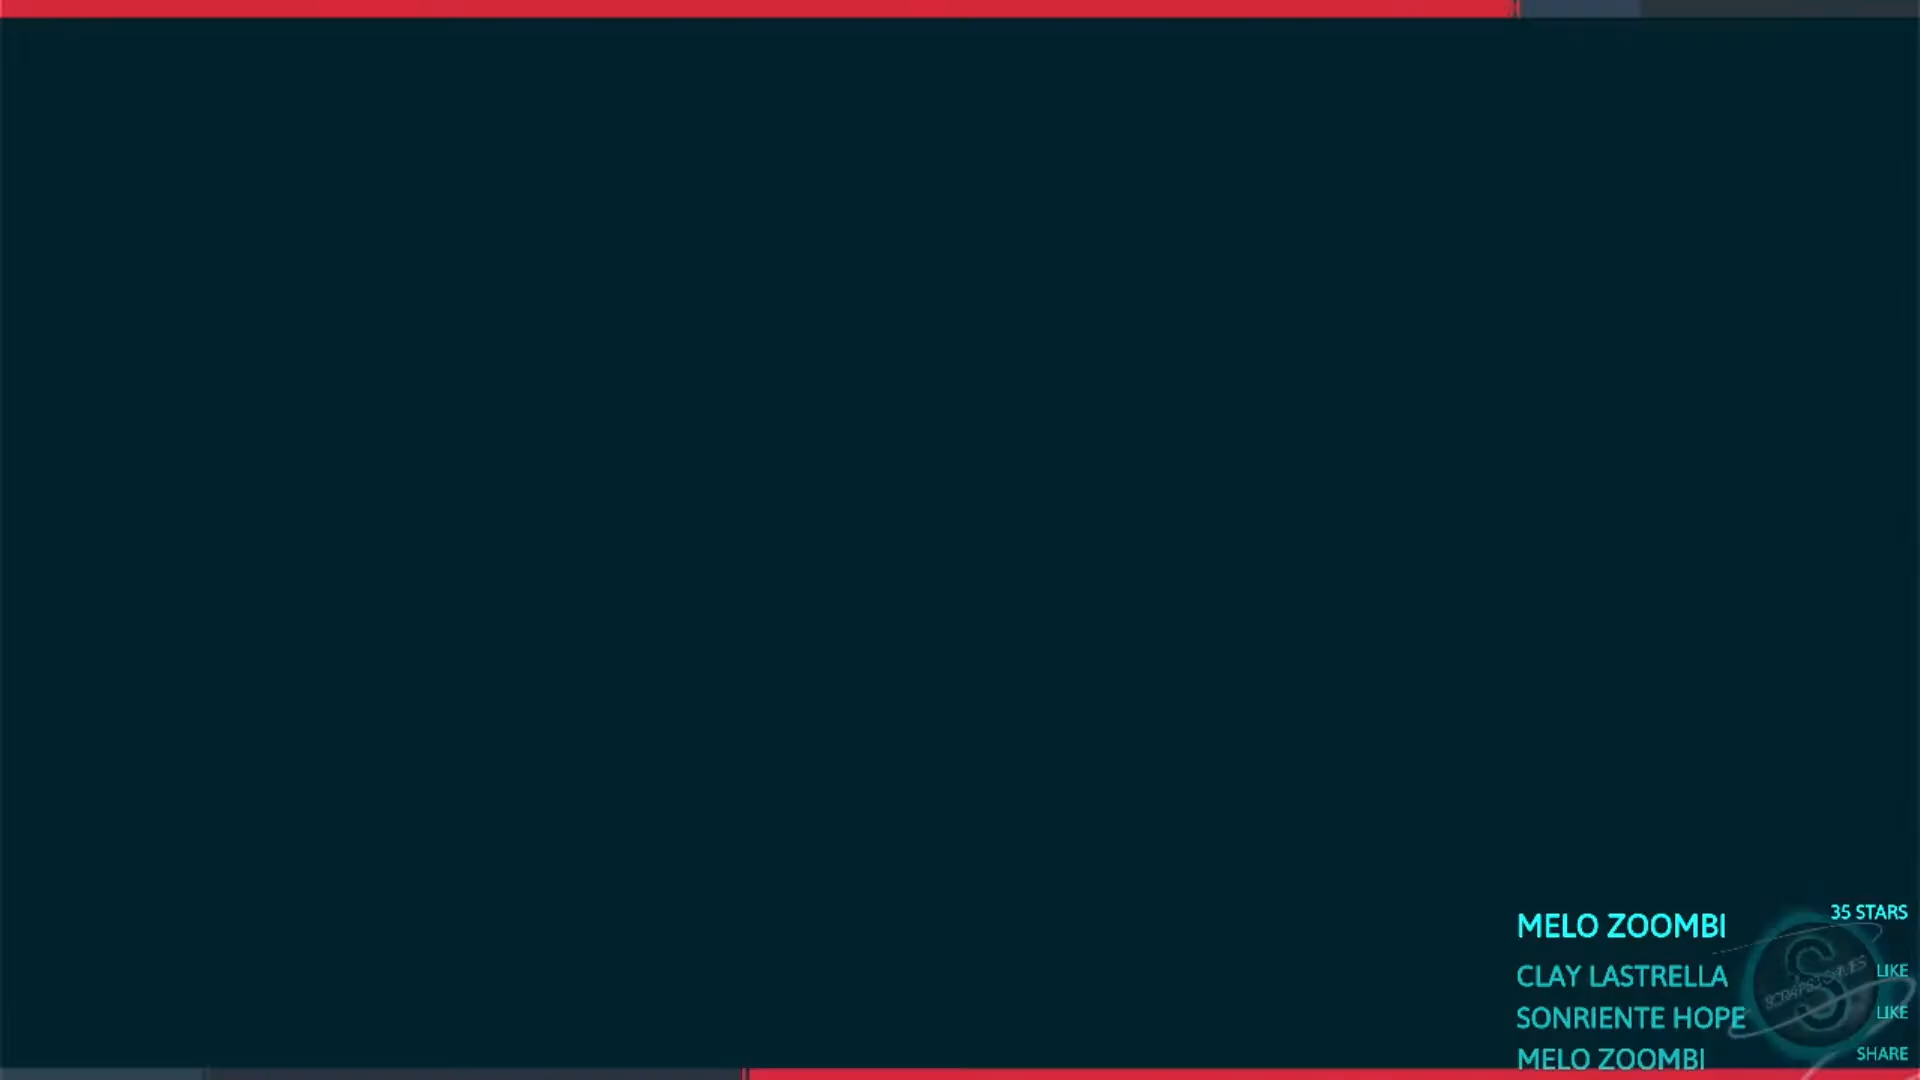 MELO ZOOMBI 35 STARS
CLAY LASTRELLA LIKE
SONRIENTE HOPE LIKE
MELO ZOOMBI SHARE